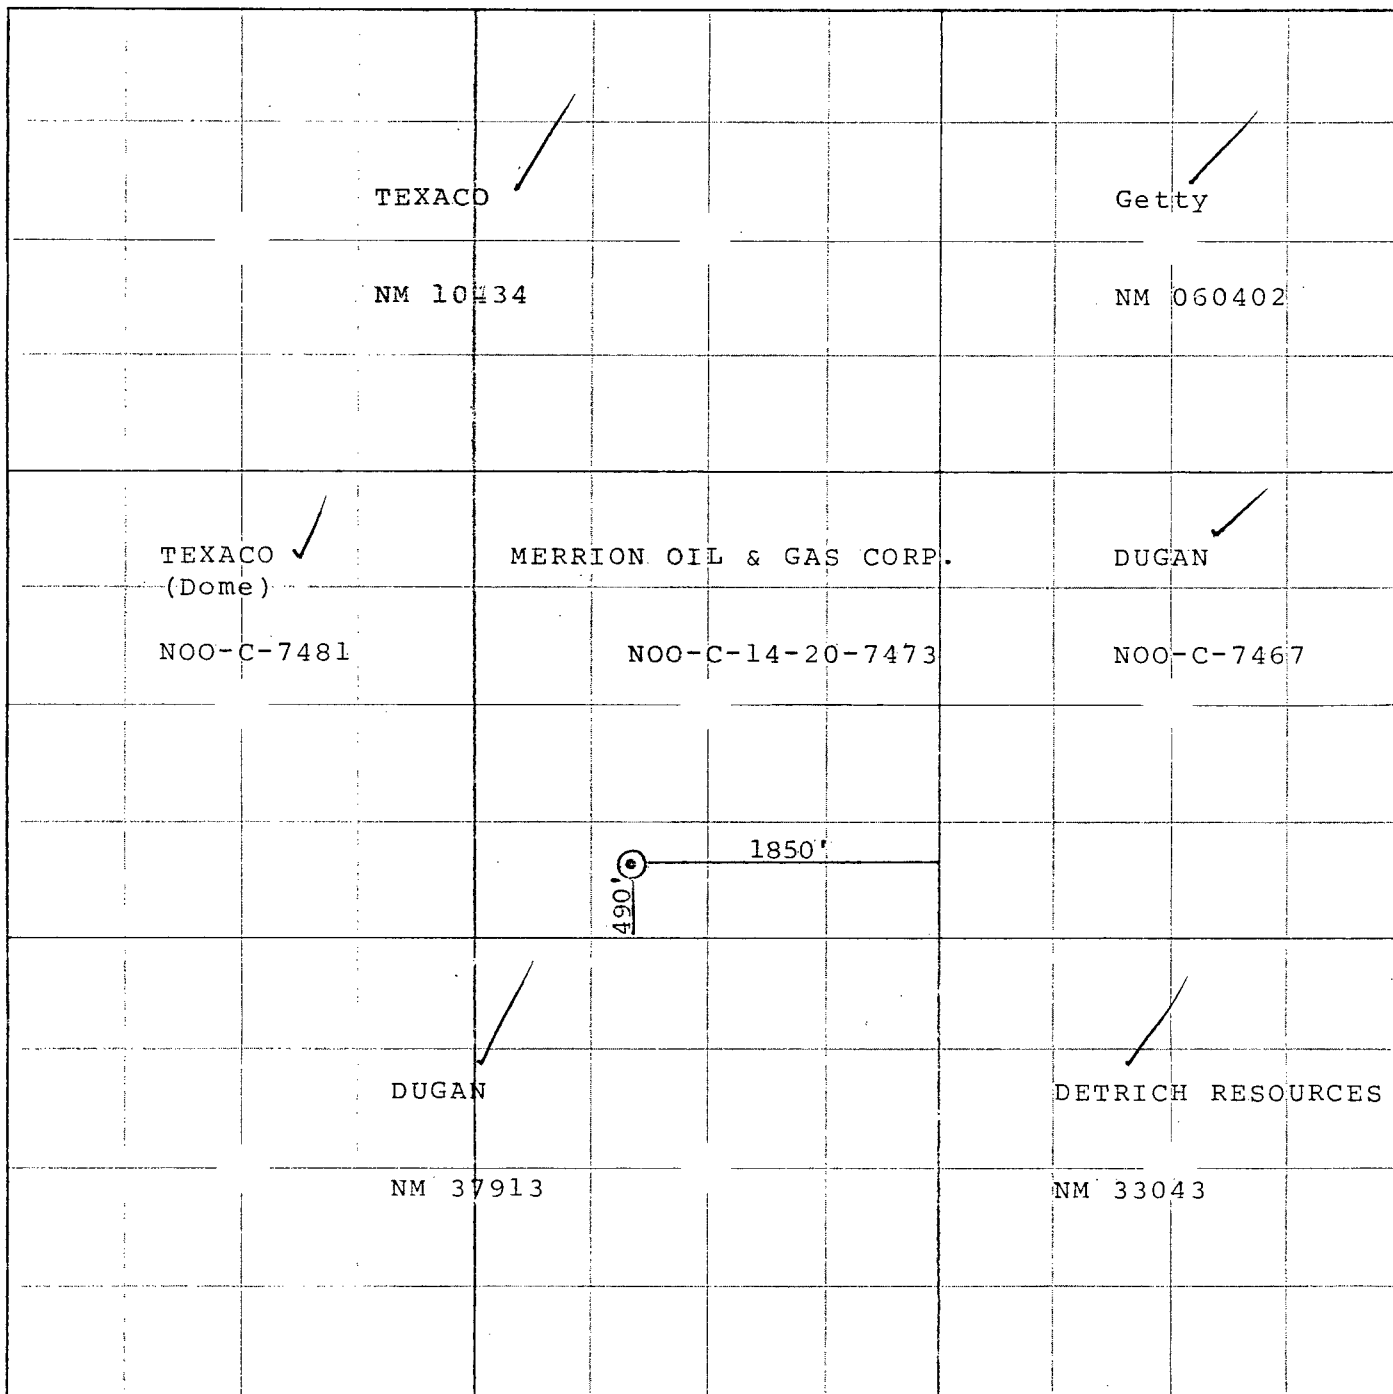 TEXACO
NM 10434
Getty
NM 060402
TEXACO
(Dome)
NOO-C-7481
MERRION OIL & GAS CORP.
NOO-C-14-20-7473
DUGAN
NOO-C-7467
1850'
490'
DUGAN
NM 37913
DETRICH RESOURCES
NM 33043